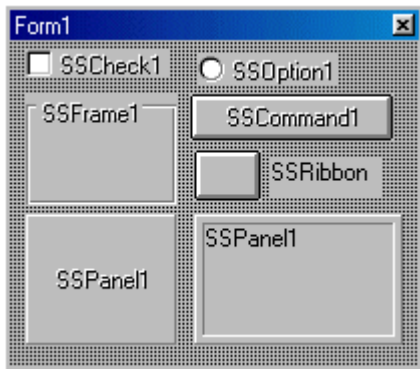 Form1
SSCheck1
SSOption1
SSFrame1
SSCommand1
SSRibbon
SSPanel1
SSPanel1